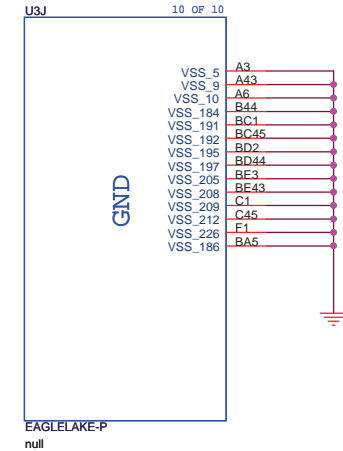 U3J 10 OF 10
VSS_5 A3
VSS_9 A43
VSS_10 A6
VSS_184 B44
VSS_191 BC1
VSS_192 BC45
VSS_195 BD2
VSS_197 BD44
VSS_205 BE3
VSS_208 BE43
VSS_209 C1
VSS_212 C45
VSS_226 F1
VSS_186 BA5
GND
EAGLELAKE-P
null